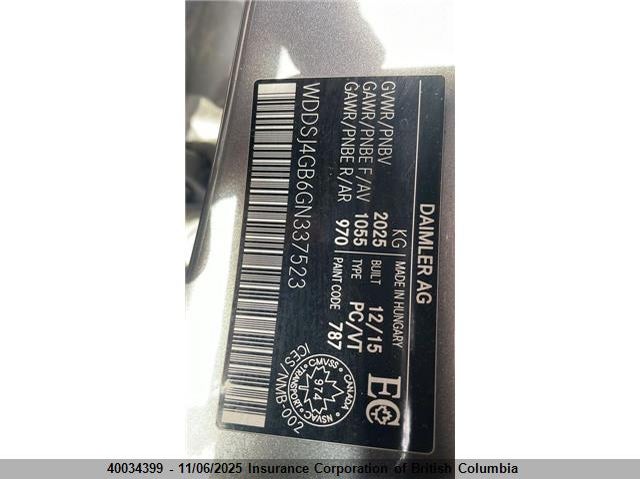 DAIMLER AG
MADE IN HUNGARY
KG
GVWR/PNBV 2025 BUILT 12/15
GAWR/PNBE F/AV 1055 TYPE PC/VT
GAWR/PNBE R/AR 970 PAINT CODE 787
WDDSJ4GB6GN337523
EC
CANADA
CMVSS
974
NSVAC
TRANSPORT
ICES/NMB-002
40034399 - 11/06/2025 Insurance Corporation of British Columbia